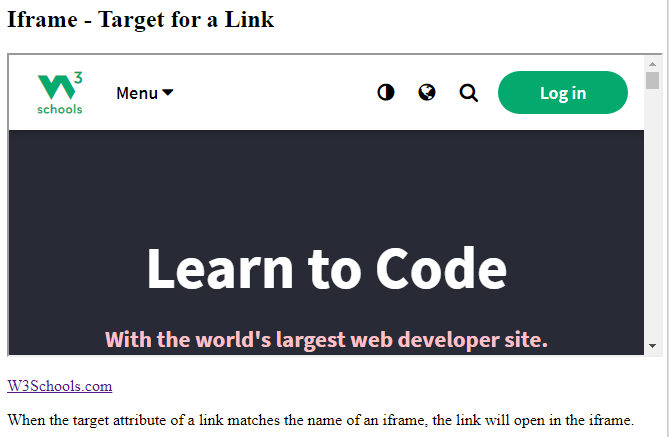 Iframe - Target for a Link
W3
schools
Menu
Log in
Learn to Code
With the world's largest web developer site.
W3Schools.com
When the target attribute of a link matches the name of an iframe, the link will open in the iframe.